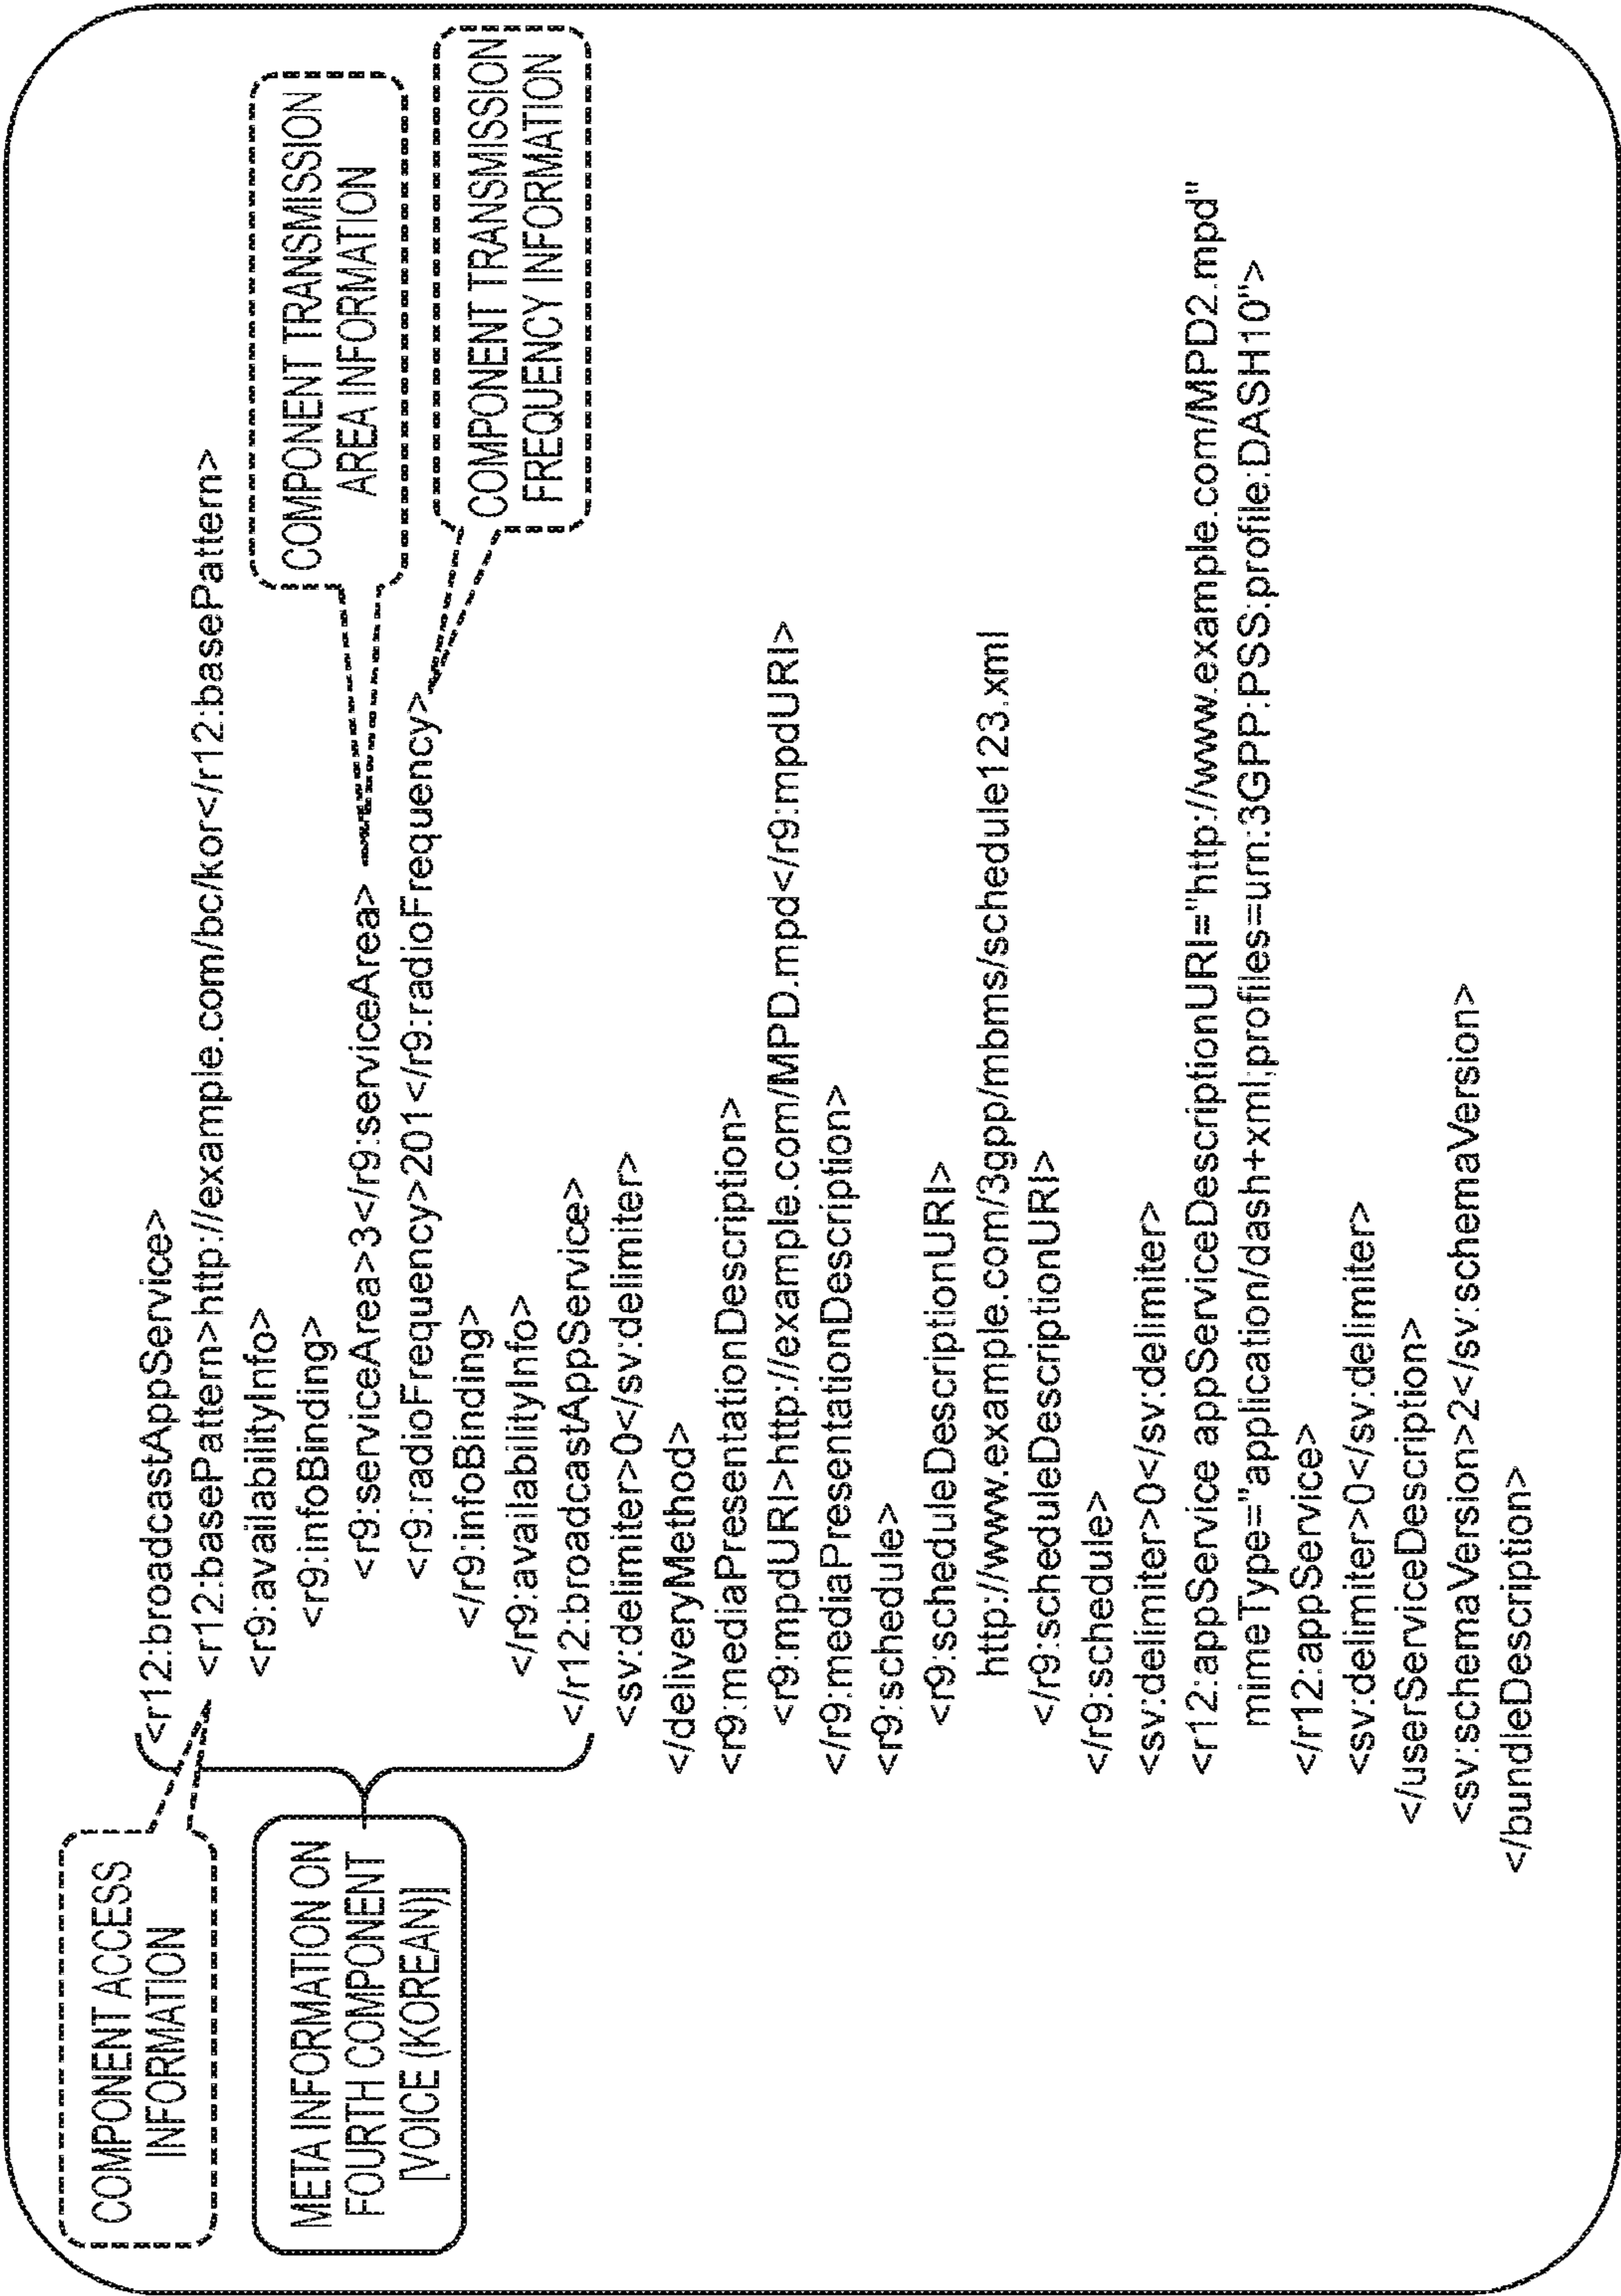 COMPONENT ACCESS
INFORMATION
META INFORMATION ON
FOURTH COMPONENT
[VOICE (KOREAN)]
<r12:broadcastAppService>
<r12:basePattern>http://example.com/bc/kor</r12:basePattern>
<r9:availabilityInfo>
<r9:infoBinding>
<r9:serviceArea>3</r9:serviceArea>
<r9:radioFrequency>201</r9:radioFrequency>
</r9:infoBinding>
</r9:availabilityInfo>
</r12:broadcastAppService>
<sv:delimiter>0</sv:delimiter>
</deliveryMethod>
<r9:mediaPresentationDescription>
<r9:mpdURI>http://example.com/MPD.mpd</r9:mpdURI>
</r9:mediaPresentationDescription>
<r9:schedule>
<r9:scheduleDescriptionURI>
http://www.example.com/3gpp/mbms/schedule123.xml
</r9:scheduleDescriptionURI>
</r9:schedule>
<sv:delimiter>0</sv:delimiter>
<r12:appService appServiceDescriptionURI="http://www.example.com/MPD2.mpd"
mimeType="application/dash+xml;profiles=urn:3GPP:PSS:profile:DASH10">
</r12:appService>
<sv:delimiter>0</sv:delimiter>
</userServiceDescription>
<sv:schemaVersion>2</sv:schemaVersion>
</bundleDescription>
COMPONENT TRANSMISSION
AREA INFORMATION
COMPONENT TRANSMISSION
FREQUENCY INFORMATION